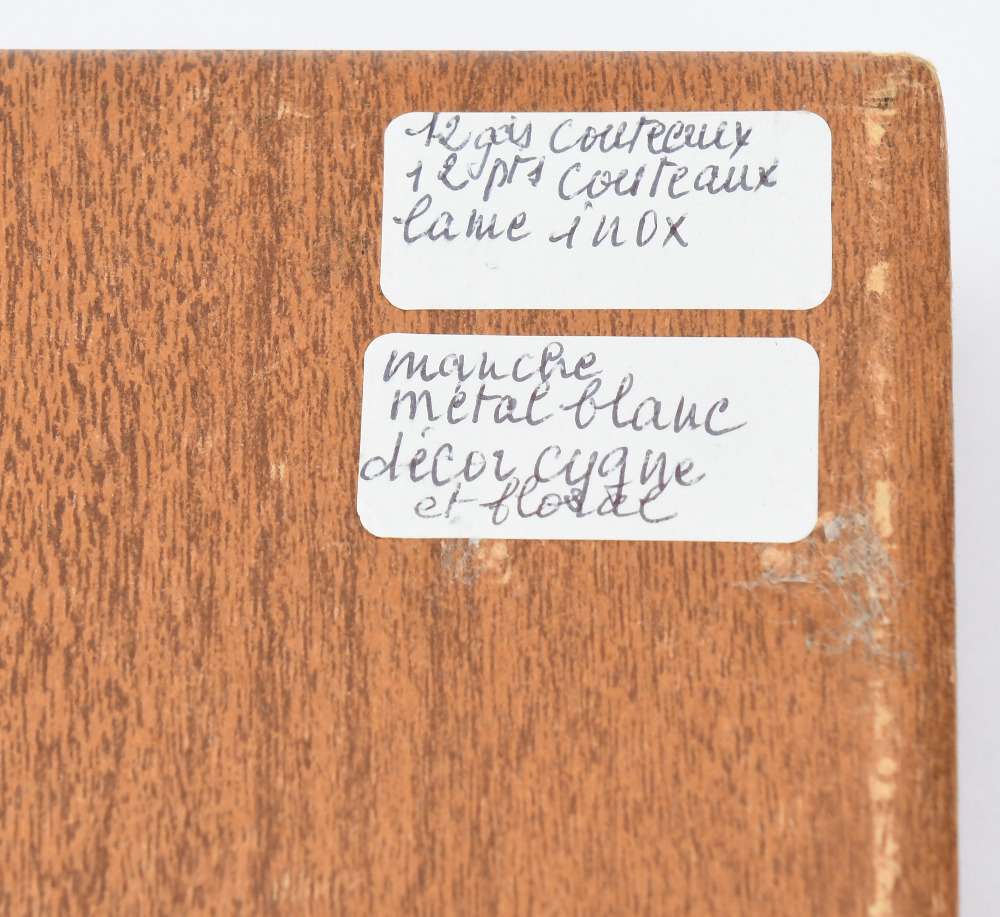 12 gds couteaux
12 pts couteaux
lame inox
manche
métal blanc
décor cygne
et floral